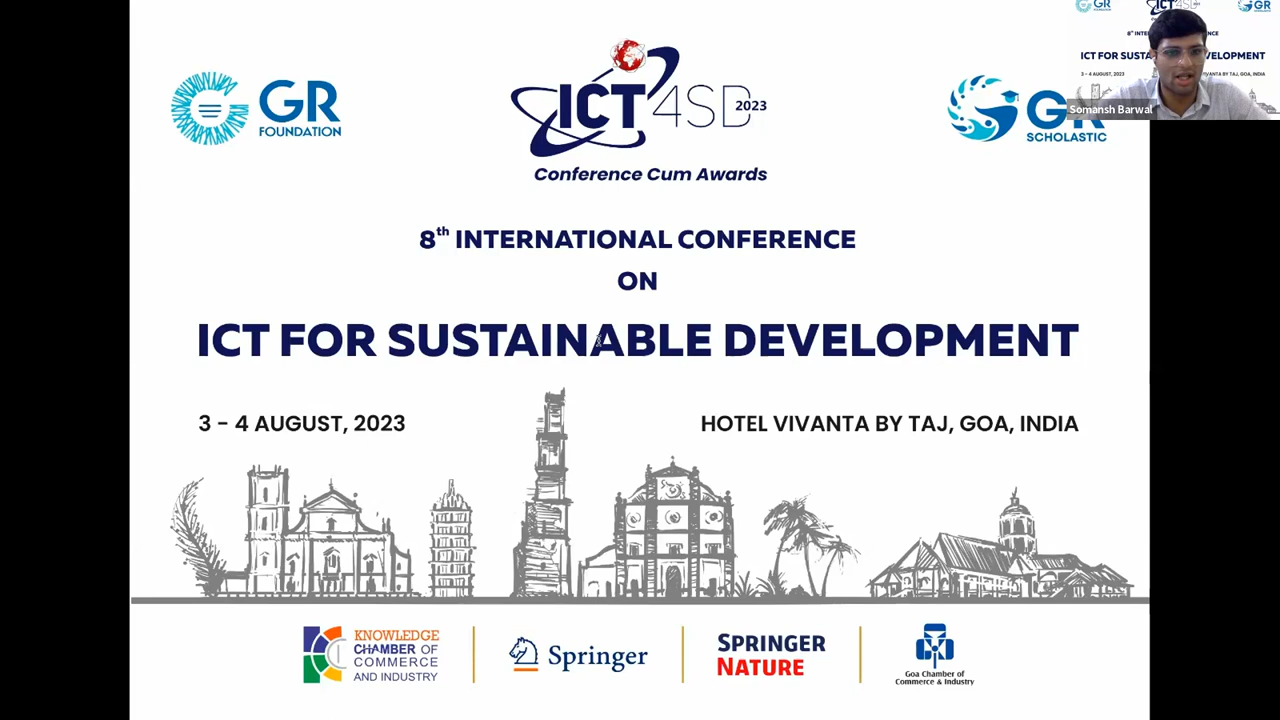 GR
FOUNDATION
ICT4SD 2023
Conference Cum Awards
GR
SCHOLASTIC
Somansh Barwal
8th INTERNATIONAL CONFERENCE
ON
ICT FOR SUSTAINABLE DEVELOPMENT
3 - 4 AUGUST, 2023
HOTEL VIVANTA BY TAJ, GOA, INDIA
KNOWLEDGE
CHAMBER OF
COMMERCE
AND INDUSTRY
Springer
SPRINGER
NATURE
Goa Chamber of
Commerce & Industry